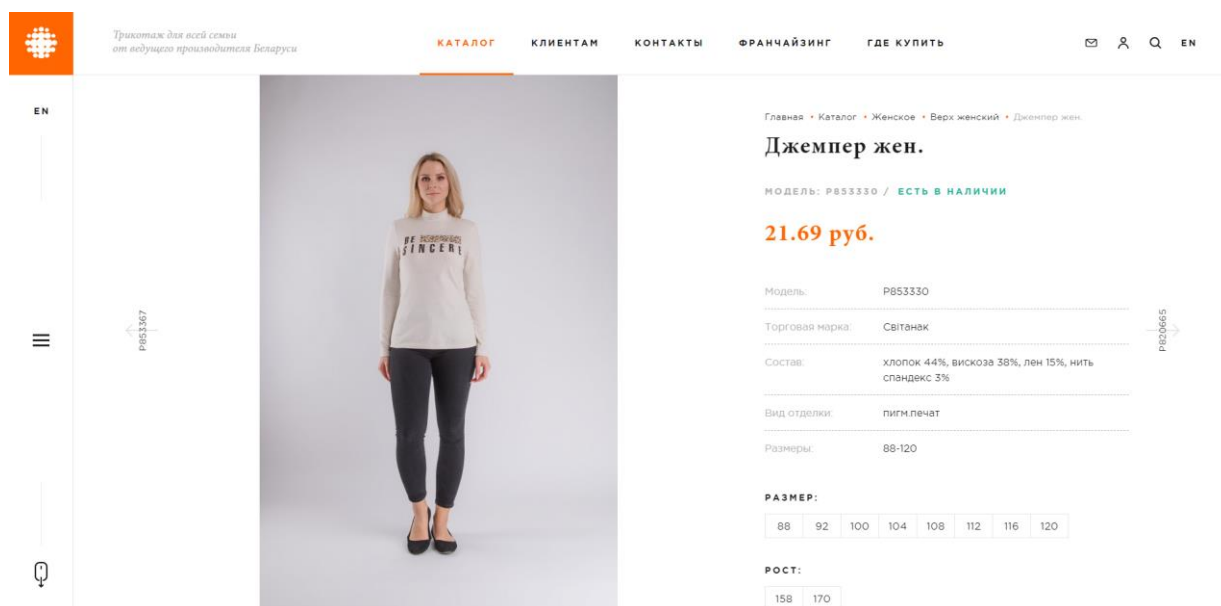 Трикотаж для всей семьи
от ведущего производителя Беларуси
КАТАЛОГ КЛИЕНТАМ КОНТАКТЫ ФРАНЧАЙЗИНГ ГДЕ КУПИТЬ EN
EN
Главная • Каталог • Женское • Верх женский • Джемпер жен.
Джемпер жен.
МОДЕЛЬ: P853330 / ЕСТЬ В НАЛИЧИИ
21.69 руб.
Модель: P853330
Торговая марка: Світанак
Состав: хлопок 44%, вискоза 38%, лен 15%, нить
спандекс 3%
Вид отделки: пигм.печат
Размеры: 88-120
РАЗМЕР:
88 92 100 104 108 112 116 120
РОСТ:
158 170
P853367
P820665
BE
SINCERE